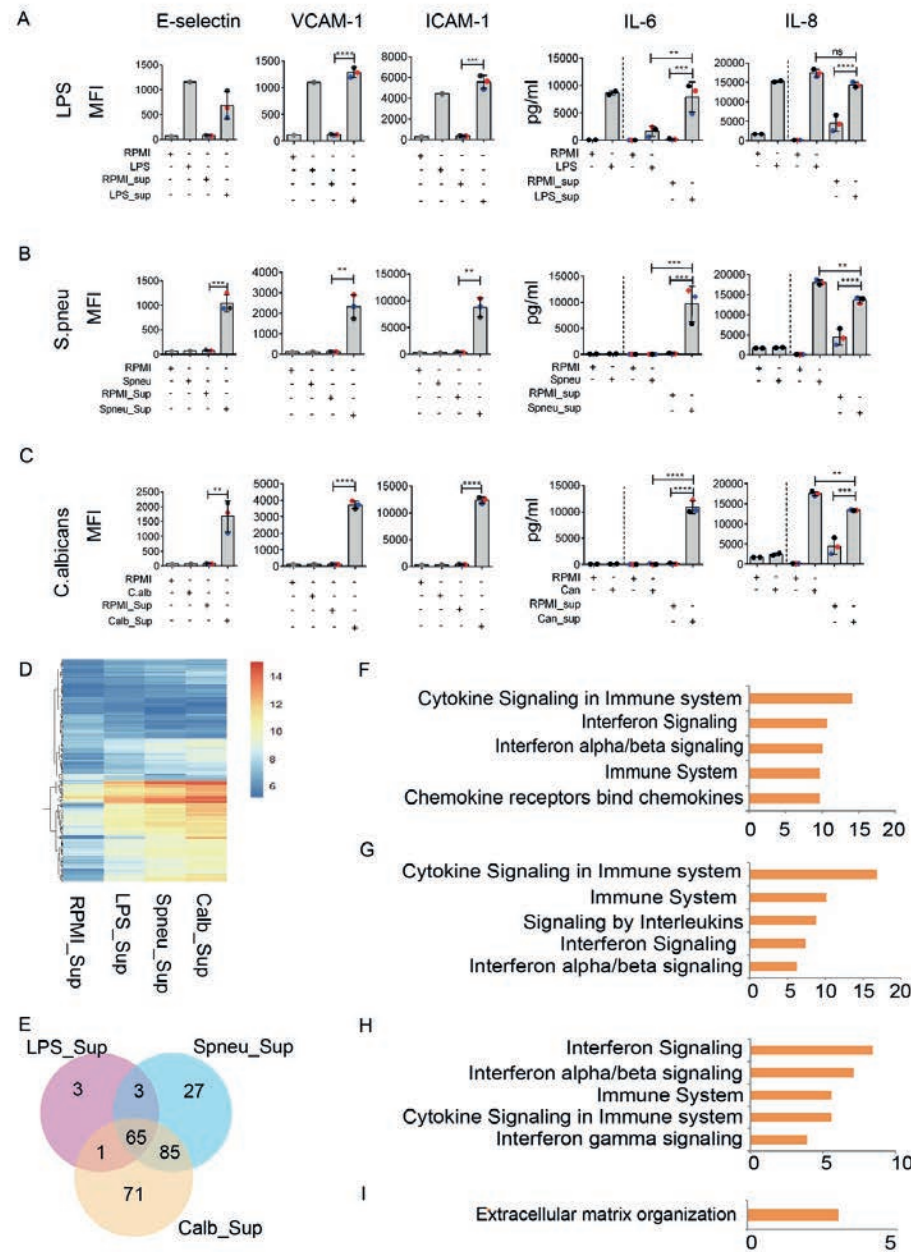 A
E-selectin VCAM-1 ICAM-1 IL-6 IL-8
LPS
MFI
1500
1000
500
0
**** 
1500
1000
500
0
***
8000
6000
4000
2000
0
pg/ml
**
***
15000
10000
5000
0
ns
****
20000
15000
10000
5000
0
RPMI + - - - RPMI
LPS - + - - LPS
RPMI_sup - - + - RPMI_sup
LPS_sup - - - + LPS_sup
B
S.pneu
MFI
***
1500
1000
500
0
**
4000
3000
2000
1000
0
**
15000
10000
5000
0
pg/ml
***
***
15000
10000
5000
0
**
****
20000
15000
10000
5000
0
RPMI + - - - RPMI
Spneu - + - - Spneu
RPMI_Sup - - + - RPMI_sup
Spneu_Sup - - - + Spneu_sup
C
C.albicans
MFI
**
2500
2000
1500
1000
500
0
****
5000
4000
3000
2000
1000
0
****
15000
10000
5000
0
pg/ml
****
****
15000
10000
5000
0
**
***
20000
15000
10000
5000
0
RPMI + - - - RPMI
C.alb - + - - Can
RPMI_Sup - - + - RPMI_sup
Calb_Sup - - - + Can_sup
D
14
12
10
8
6
RPMI_Sup
LPS_Sup
Spneu_Sup
Calb_Sup
E
LPS_Sup
Spneu_Sup
3 3 27
65
1 85
71
Calb_Sup
F
Cytokine Signaling in Immune system
Interferon Signaling
Interferon alpha/beta signaling
Immune System
Chemokine receptors bind chemokines
0 5 10 15 20
G
Cytokine Signaling in Immune system
Immune System
Signaling by Interleukins
Interferon Signaling
Interferon alpha/beta signaling
0 5 10 15 20
H
Interferon Signaling
Interferon alpha/beta signaling
Immune System
Cytokine Signaling in Immune system
Interferon gamma signaling
0 5 10
I
Extracellular matrix organization
0 5